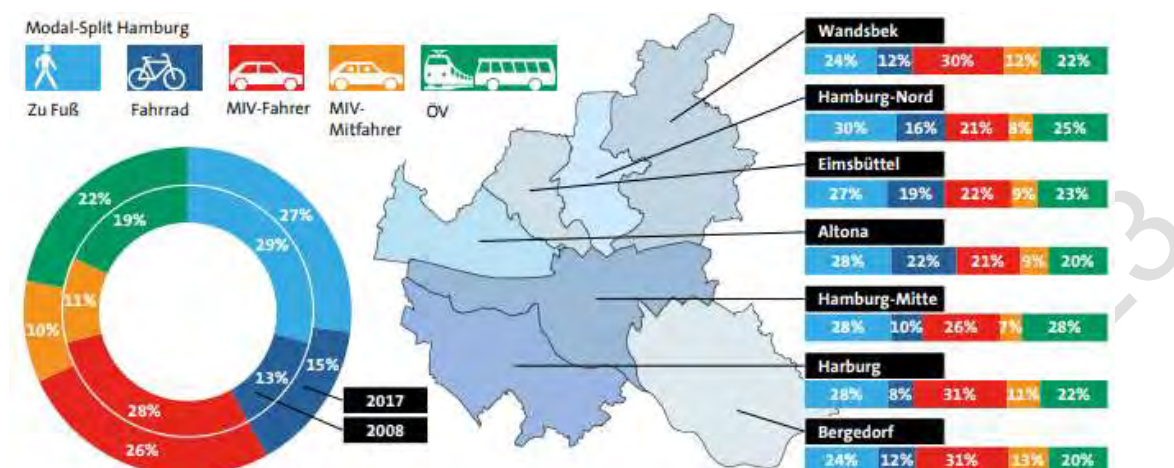 Modal-Split Hamburg
Zu Fuß
Fahrrad
MIV-Fahrer
MIV-
Mitfahrer
ÖV
22%
19%
27%
29%
11%
10%
15%
13%
28%
26%
2017
2008
Wandsbek
24% 12% 30% 12% 22%
Hamburg-Nord
30% 16% 21% 8% 25%
Eimsbüttel
27% 19% 22% 9% 23%
Altona
28% 22% 21% 9% 20%
Hamburg-Mitte
28% 10% 26% 7% 28%
Harburg
28% 8% 31% 11% 22%
Bergedorf
24% 12% 31% 13% 20%